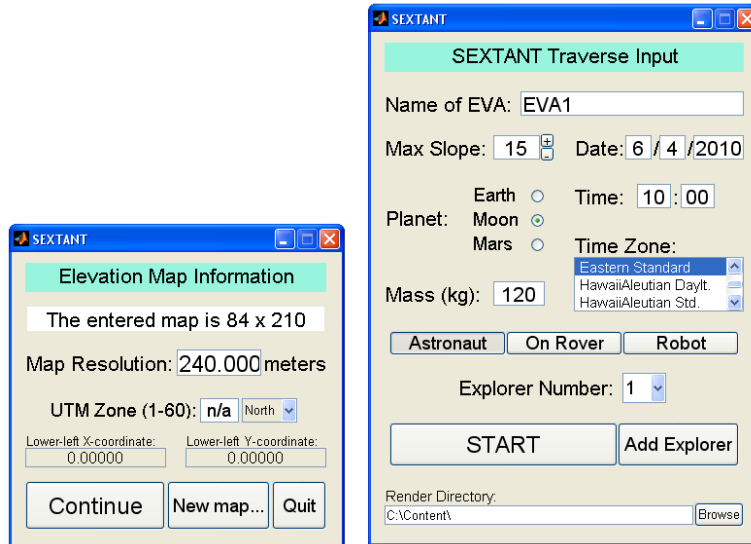 SEXTANT
Elevation Map Information
The entered map is 84 x 210
Map Resolution: 240.000 meters
UTM Zone (1-60): n/a North
Lower-left X-coordinate: Lower-left Y-coordinate:
0.00000 0.00000
Continue New map... Quit
SEXTANT
SEXTANT Traverse Input
Name of EVA: EVA1
Max Slope: 15 + - Date: 6 / 4 / 2010
Planet: Earth Moon Mars
Time: 10 : 00
Time Zone:
Eastern Standard
HawaiiAleutian Daylt.
HawaiiAleutian Std.
Mass (kg): 120
Astronaut On Rover Robot
Explorer Number: 1
START Add Explorer
Render Directory:
C:\Content\ Browse